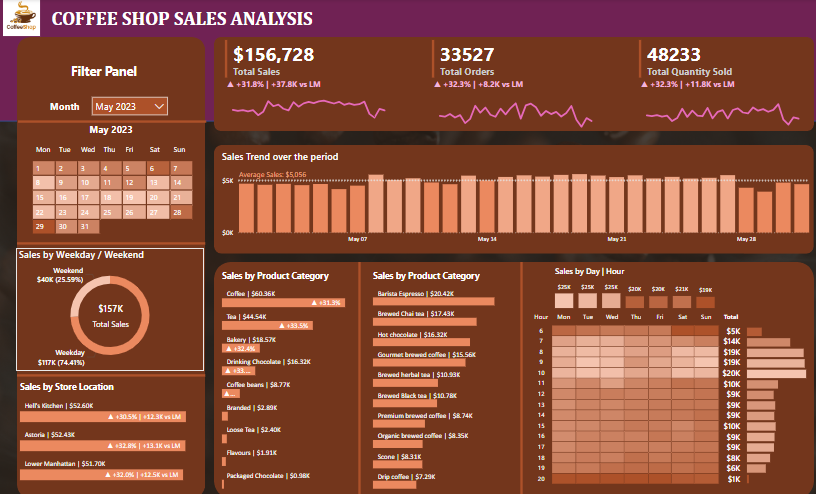 CoffeeShop
COFFEE SHOP SALES ANALYSIS
Filter Panel
Month
May 2023
May 2023
Mon Tue Wed Thu Fri Sat Sun
1 2 3 4 5 6 7
8 9 10 11 12 13 14
15 16 17 18 19 20 21
22 23 24 25 26 27 28
29 30 31
$156,728
Total Sales
▲ +31.8% | +37.8K vs LM
33527
Total Orders
▲ +32.3% | +8.2K vs LM
48233
Total Quantity Sold
▲ +32.3% | +11.8K vs LM
Sales Trend over the period
Average Sales: $5,056
$5K
$0K
May 07 May 14 May 21 May 28
Sales by Weekday / Weekend
Weekend
$40K (25.59%)
$157K
Total Sales
Weekday
$117K (74.41%)
Sales by Store Location
Hell's Kitchen | $52.60K
▲ +30.5% | +12.3K vs LM
Astoria | $52.43K
▲ +32.8% | +13.1K vs LM
Lower Manhattan | $51.70K
▲ +32.0% | +12.5K vs LM
Sales by Product Category
Coffee | $60.36K
▲ +31.3%
Tea | $44.54K
▲ +33.5%
Bakery | $18.57K
▲ +32.4%
Drinking Chocolate | $16.32K
▲ +33....
Coffee beans | $8.77K
▲...
Branded | $2.89K
Loose Tea | $2.40K
Flavours | $1.91K
Packaged Chocolate | $0.98K
Sales by Product Category
Barista Espresso | $20.42K
Brewed Chai tea | $17.43K
Hot chocolate | $16.32K
Gourmet brewed coffee | $15.56K
Brewed herbal tea | $10.93K
Brewed Black tea | $10.78K
Premium brewed coffee | $8.74K
Organic brewed coffee | $8.35K
Scone | $8.31K
Drip coffee | $7.29K
Sales by Day | Hour
$25K $25K $25K $20K $20K $21K $19K
Hour Mon Tue Wed Thu Fri Sat Sun Total
6 $5K
7 $14K
8 $19K
9 $19K
10 $20K
11 $10K
12 $9K
13 $9K
14 $9K
15 $10K
16 $9K
17 $9K
18 $8K
19 $6K
20 $1K